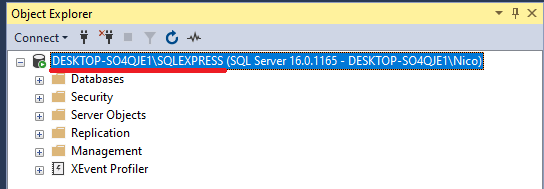 Object Explorer
Connect
DESKTOP-SO4QJE1\SQLEXPRESS (SQL Server 16.0.1165 - DESKTOP-SO4QJE1\Nico)
Databases
Security
Server Objects
Replication
Management
XEvent Profiler